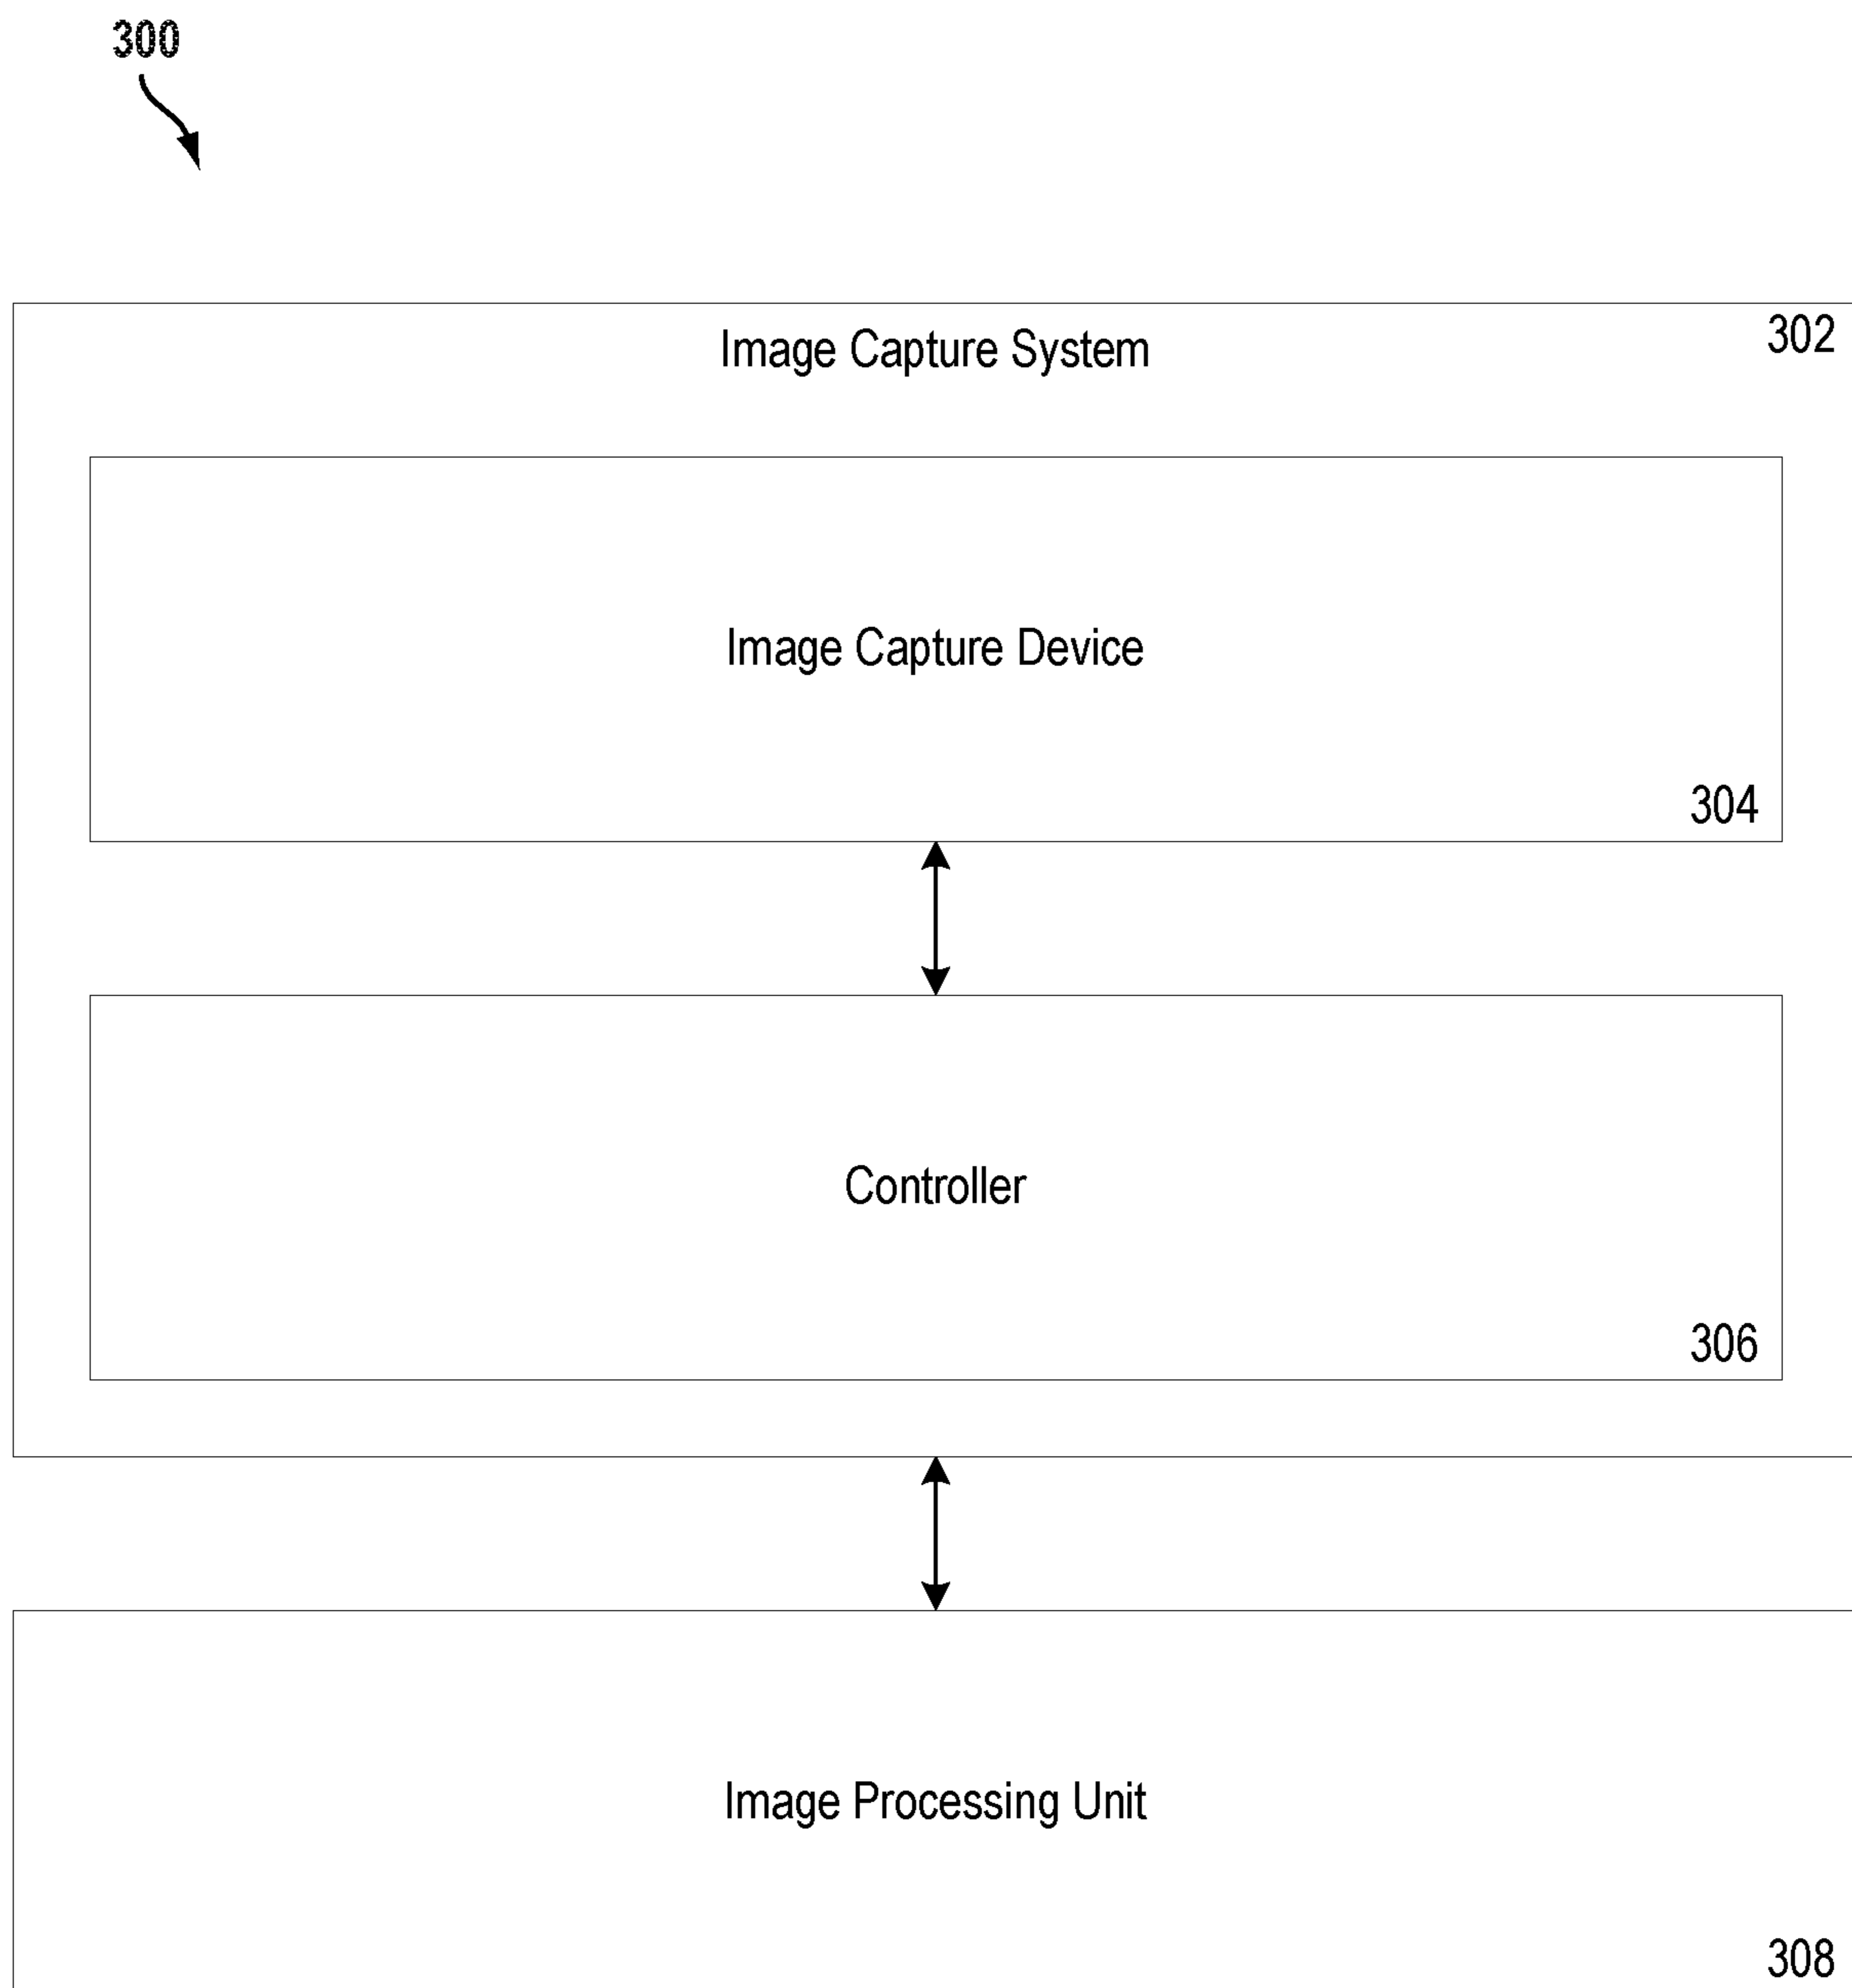 300
Image Capture System
302
Image Capture Device
304
Controller
306
Image Processing Unit
308